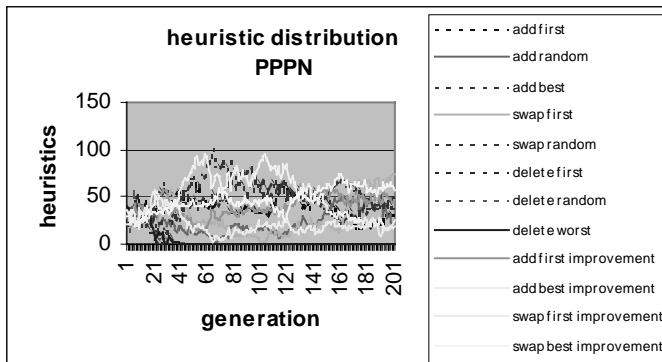 heuristic distribution
PPPN
150
100
50
0
heuristics
1
21
41
61
81
101
121
141
161
181
201
generation
add first
add random
add best
swap first
swap random
delete first
delete random
delete worst
add first improvement
add best improvement
swap first improvement
swap best improvement